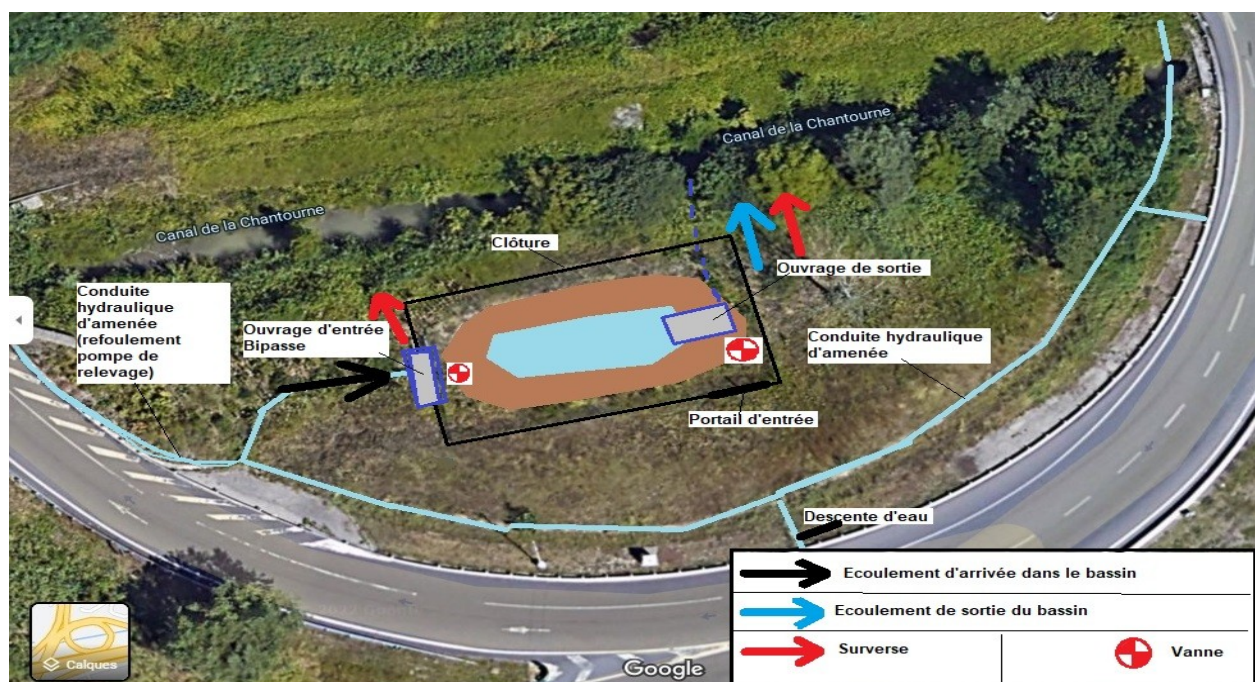 Canal de la Chantourne
Canal de la Chantourne
Clôture
Ouvrage de sortie
Conduite
hydraulique
d'amenée
(refoulement
pompe de
relevage)
Ouvrage d'entrée
Bipasse
Conduite hydraulique
d'amenée
Portail d'entrée
Descente d'eau
Ecoulement d'arrivée dans le bassin
Ecoulement de sortie du bassin
Surverse
Vanne
Calques
Google